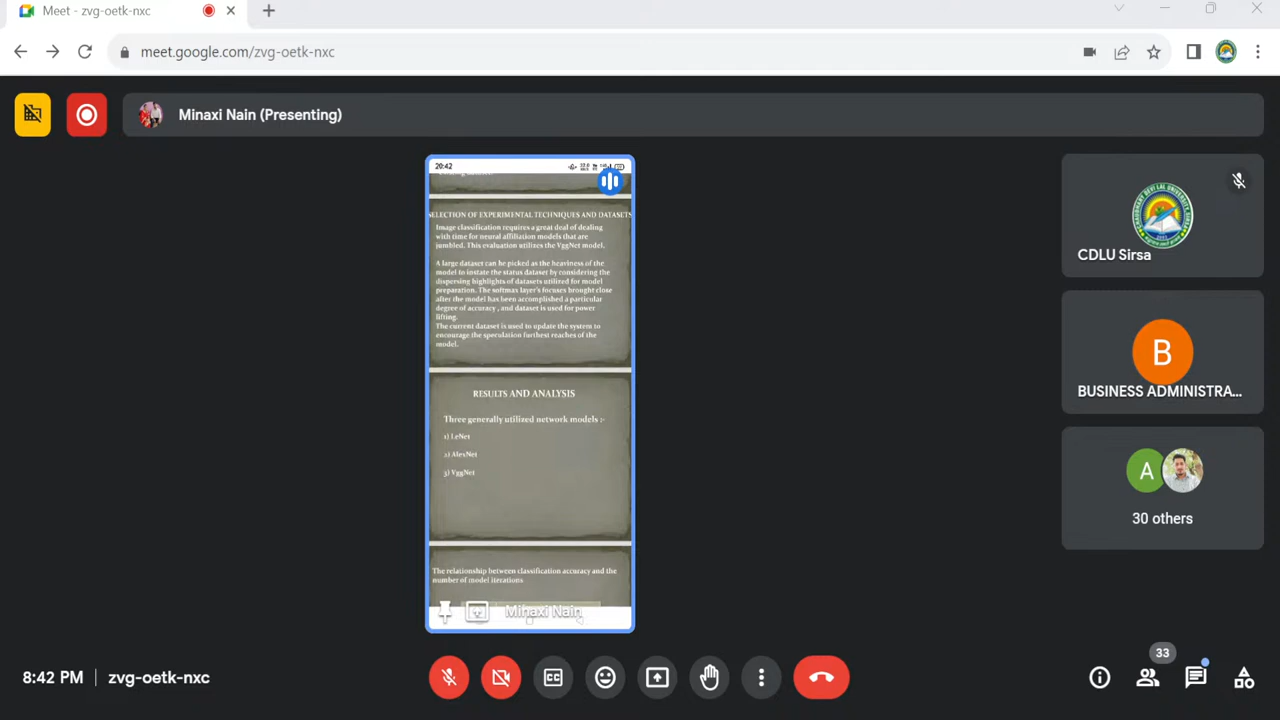 Meet - zvg-oetk-nxc
meet.google.com/zvg-oetk-nxc
Minaxi Nain (Presenting)
20:42
SELECTION OF EXPERIMENTAL TECHNIQUES AND DATASETS
Image classification requires a great deal of dealing
with time for neural affiliation models that are
jumbled. This evaluation utilizes the VggNet model.
A large dataset can be picked as the heaviness of the
model to instate the status dataset by considering the
dispersing highlights of datasets utilized for model
preparation. The softmax layer's focuses brought close
after the model has been accomplished a particular
degree of accuracy , and dataset is used for power
lifting.
The current dataset is used to update the system to
encourage the speculation furthest reaches of the
model.
RESULTS AND ANALYSIS
Three generally utilized network models :-
1) LeNet
2) AlexNet
3) VggNet
The relationship between classification accuracy and the
number of model iterations
Minaxi Nain
CDLU Sirsa
B
BUSINESS ADMINISTRA...
A
30 others
8:42 PM
zvg-oetk-nxc
33